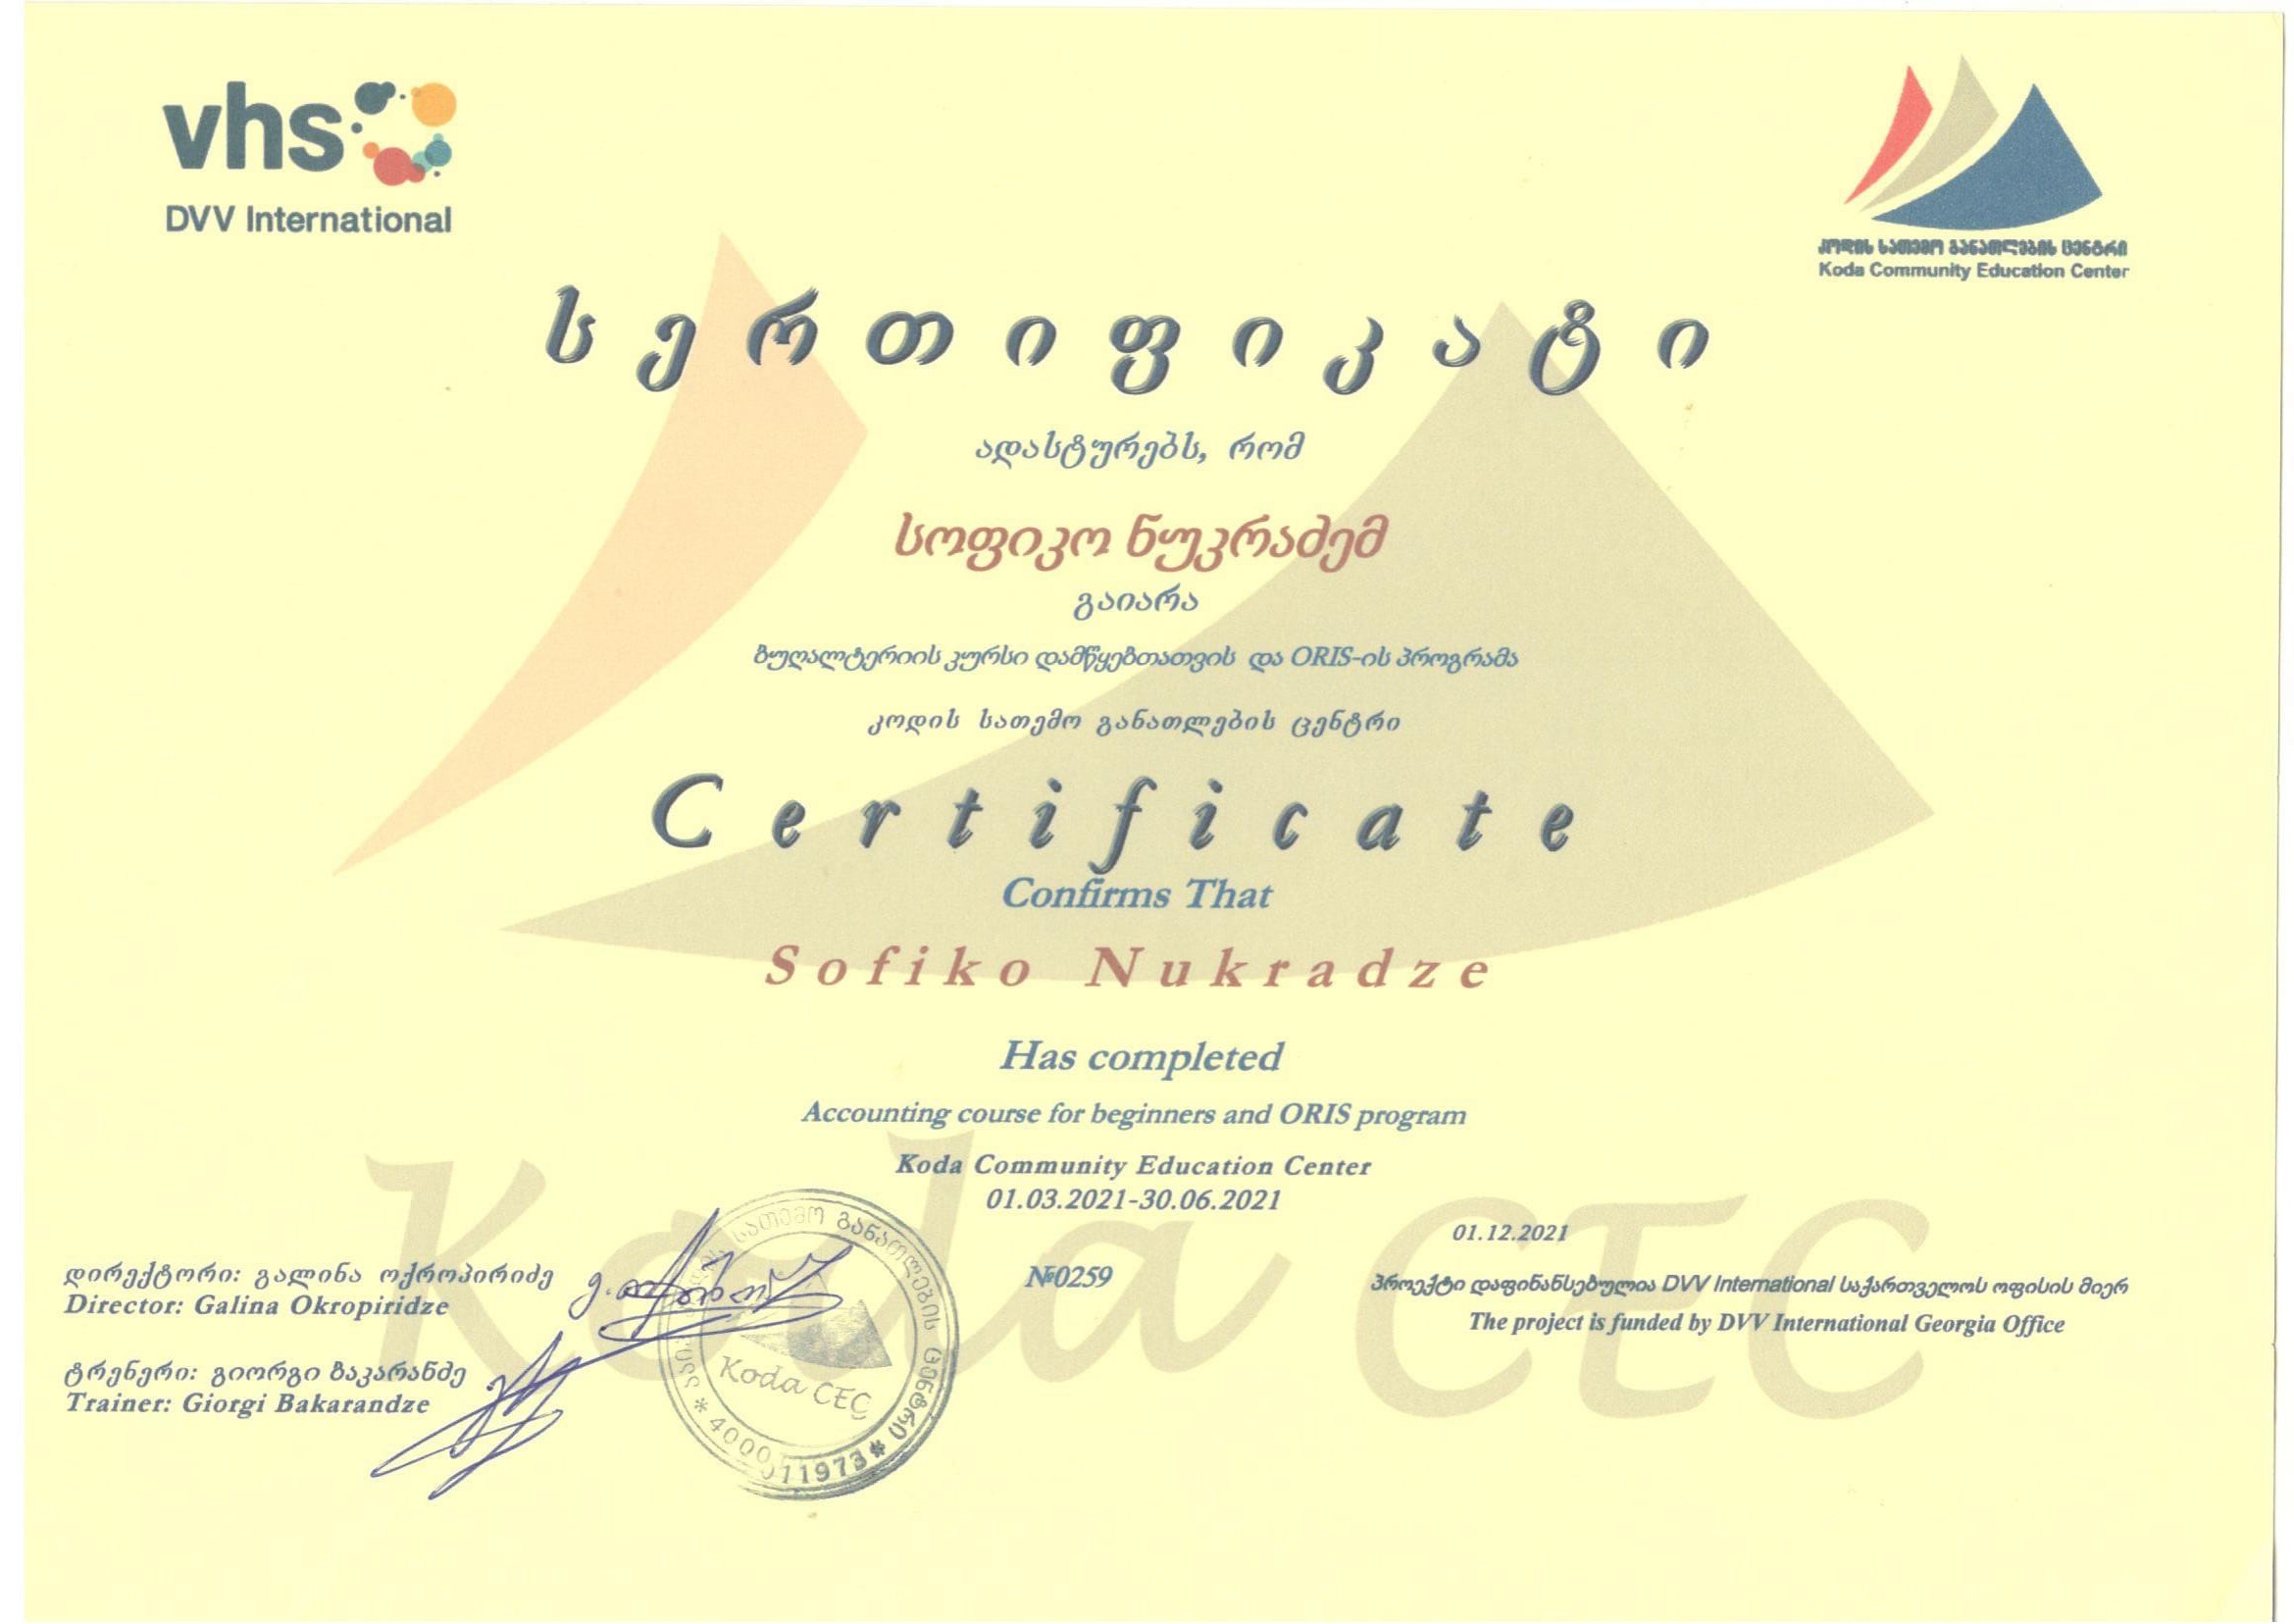 vhs
DVV International
კოდის სათემო განათლების ცენტრი
Koda Community Education Center
სერთიფიკატი
ადასტურებს, რომ
სოფიკო ნუკრაძემ
გაიარა
ბუღალტერიის კურსი დამწყებთათვის და ORIS-ის პროგრამა
კოდის სათემო განათლების ცენტრი
Certificate
Confirms That
Sofiko Nukradze
Has completed
Accounting course for beginners and ORIS program
Koda Community Education Center
01.03.2021-30.06.2021
01.12.2021
დირექტორი: გალინა ოქროპირიძე
Director: Galina Okropiridze
№0259
პროექტი დაფინანსებულია DVV International საქართველოს ოფისის მიერ
The project is funded by DVV International Georgia Office
ტრენერი: გიორგი ბაკარანძე
Trainer: Giorgi Bakarandze
სათემო განათლების ცენტრი
Koda CEC
Koda CEC